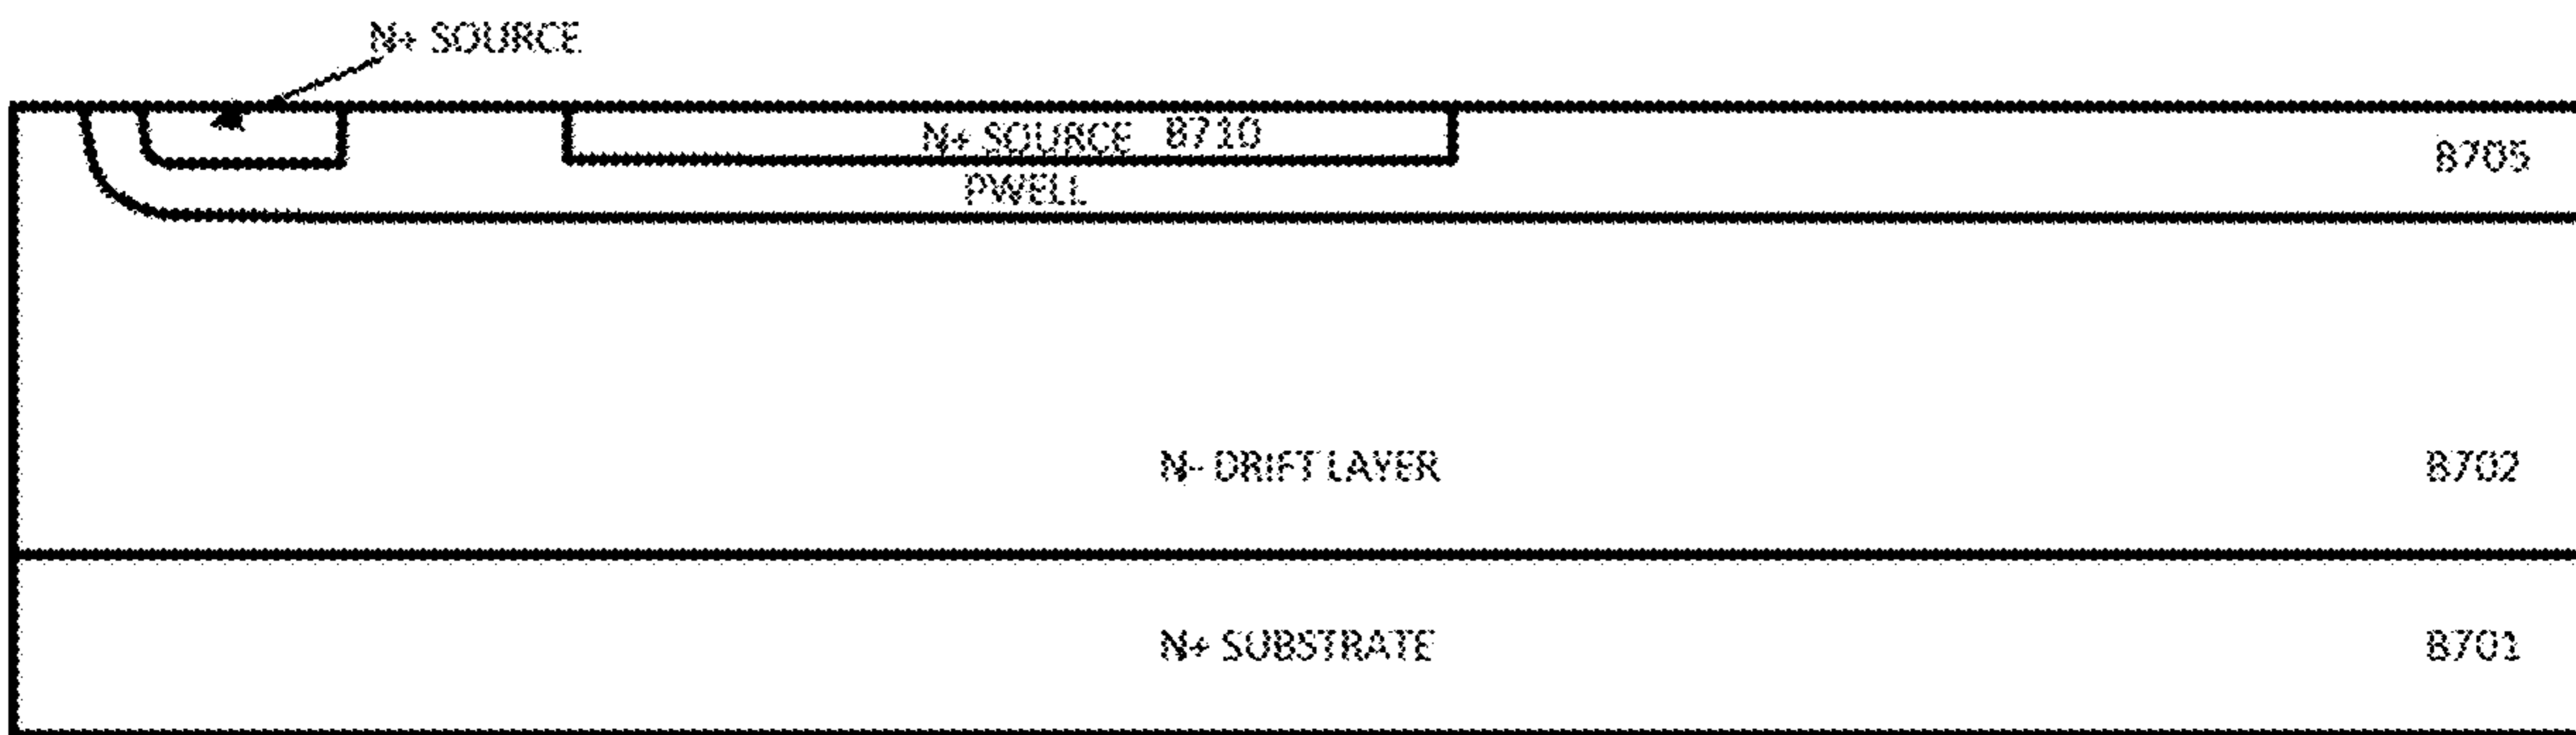 N+ SOURCE
N+ SOURCE 8710
8705
PWELL
N- DRIFT LAYER 8702
N+ SUBSTRATE 8701